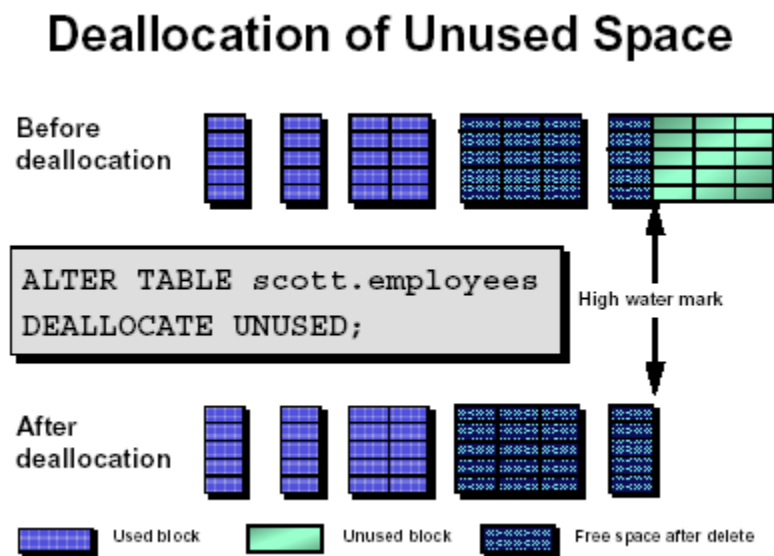 Deallocation of Unused Space
Before
deallocation
ALTER TABLE scott.employees
DEALLOCATE UNUSED;
High water mark
After
deallocation
Used block
Unused block
Free space after delete